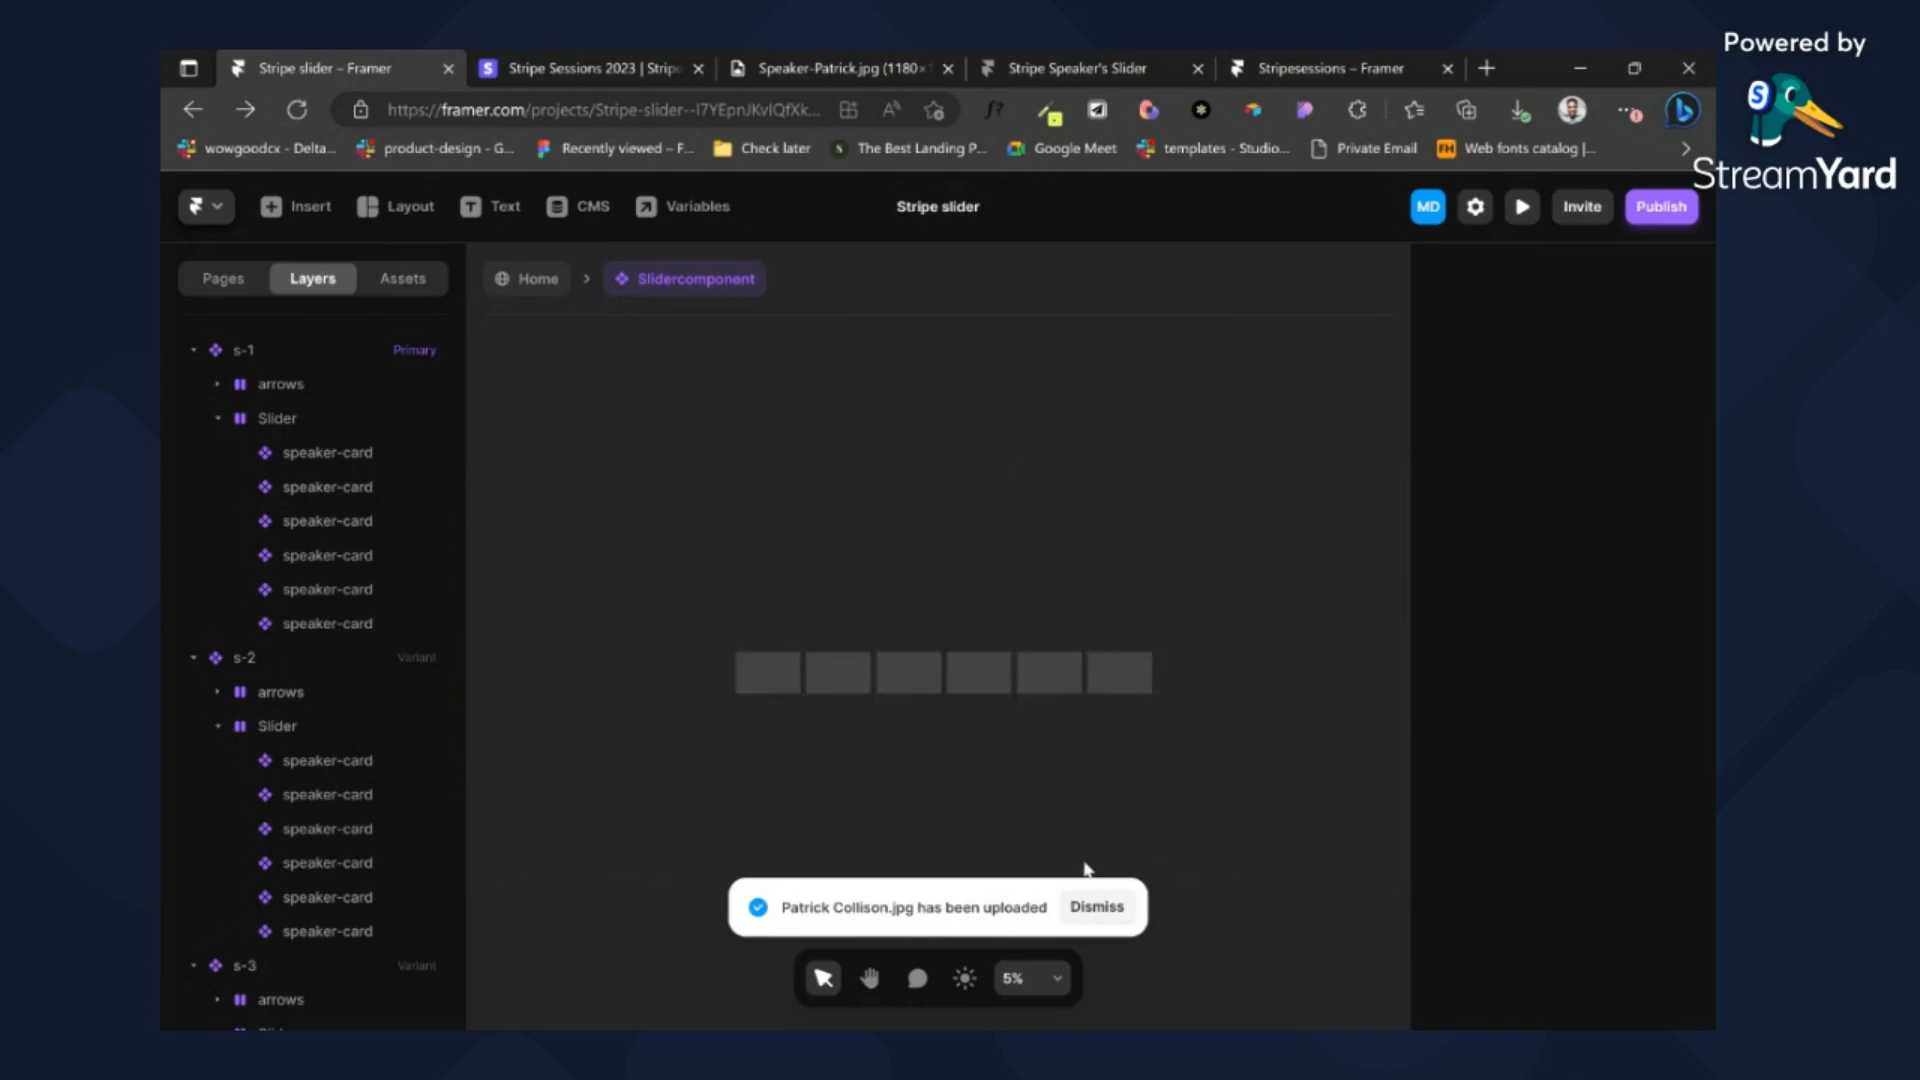 Powered by
StreamYard
Stripe slider – Framer
Stripe Sessions 2023 | Stripe
Speaker-Patrick.jpg (1180×1
Stripe Speaker's Slider
Stripesessions – Framer
https://framer.com/projects/Stripe-slider--I7YEpnJKvIQfXk...
wowgoodcx - Delta...
product-design - G...
Recently viewed – F...
Check later
The Best Landing P...
Google Meet
templates - Studio...
Private Email
FH
Web fonts catalog |...
Insert
Layout
Text
CMS
Variables
Stripe slider
MD
Invite
Publish
Pages
Layers
Assets
Home
Slidercomponent
s-1
Primary
arrows
Slider
speaker-card
speaker-card
speaker-card
speaker-card
speaker-card
speaker-card
s-2
Variant
arrows
Slider
speaker-card
speaker-card
speaker-card
speaker-card
speaker-card
speaker-card
s-3
Variant
arrows
Patrick Collison.jpg has been uploaded
Dismiss
5%